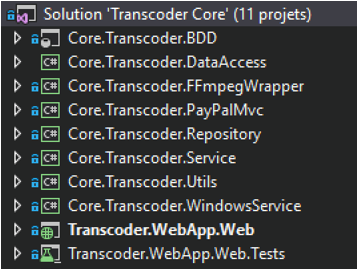 Solution 'Transcoder Core' (11 projets)
Core.Transcoder.BDD
C# Core.Transcoder.DataAccess
C# Core.Transcoder.FFmpegWrapper
C# Core.Transcoder.PayPalMvc
C# Core.Transcoder.Repository
C# Core.Transcoder.Service
C# Core.Transcoder.Utils
C# Core.Transcoder.WindowsService
Transcoder.WebApp.Web
Transcoder.WebApp.Web.Tests